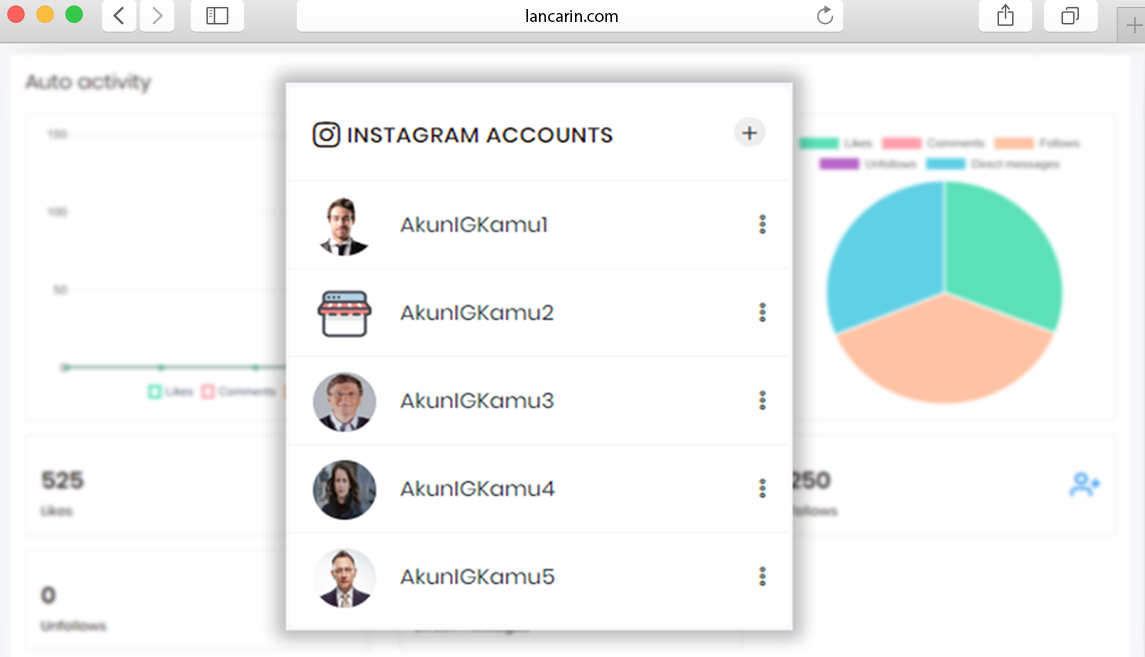 lancarin.com
Auto activity
150
100
50
0
Likes Comments
INSTAGRAM ACCOUNTS
AkunIGKamu1
AkunIGKamu2
AkunIGKamu3
AkunIGKamu4
AkunIGKamu5
Likes Comments Follows
Unfollows Direct messages
525
Likes
250
Follows
0
Unfollows